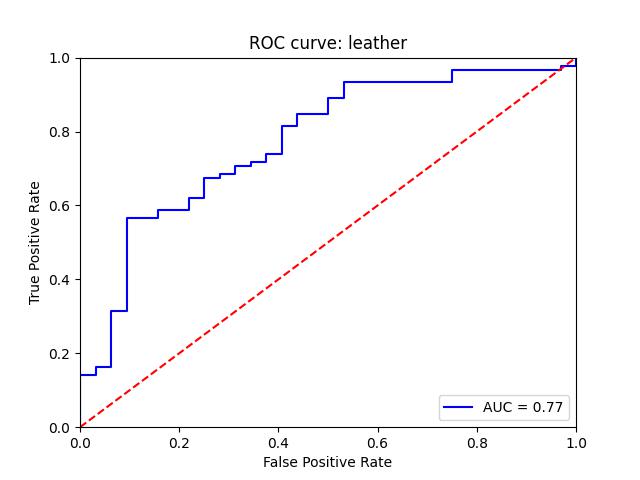 ROC curve: leather
True Positive Rate
1.0
0.8
0.6
0.4
0.2
0.0
AUC = 0.77
0.0 0.2 0.4 0.6 0.8 1.0
False Positive Rate